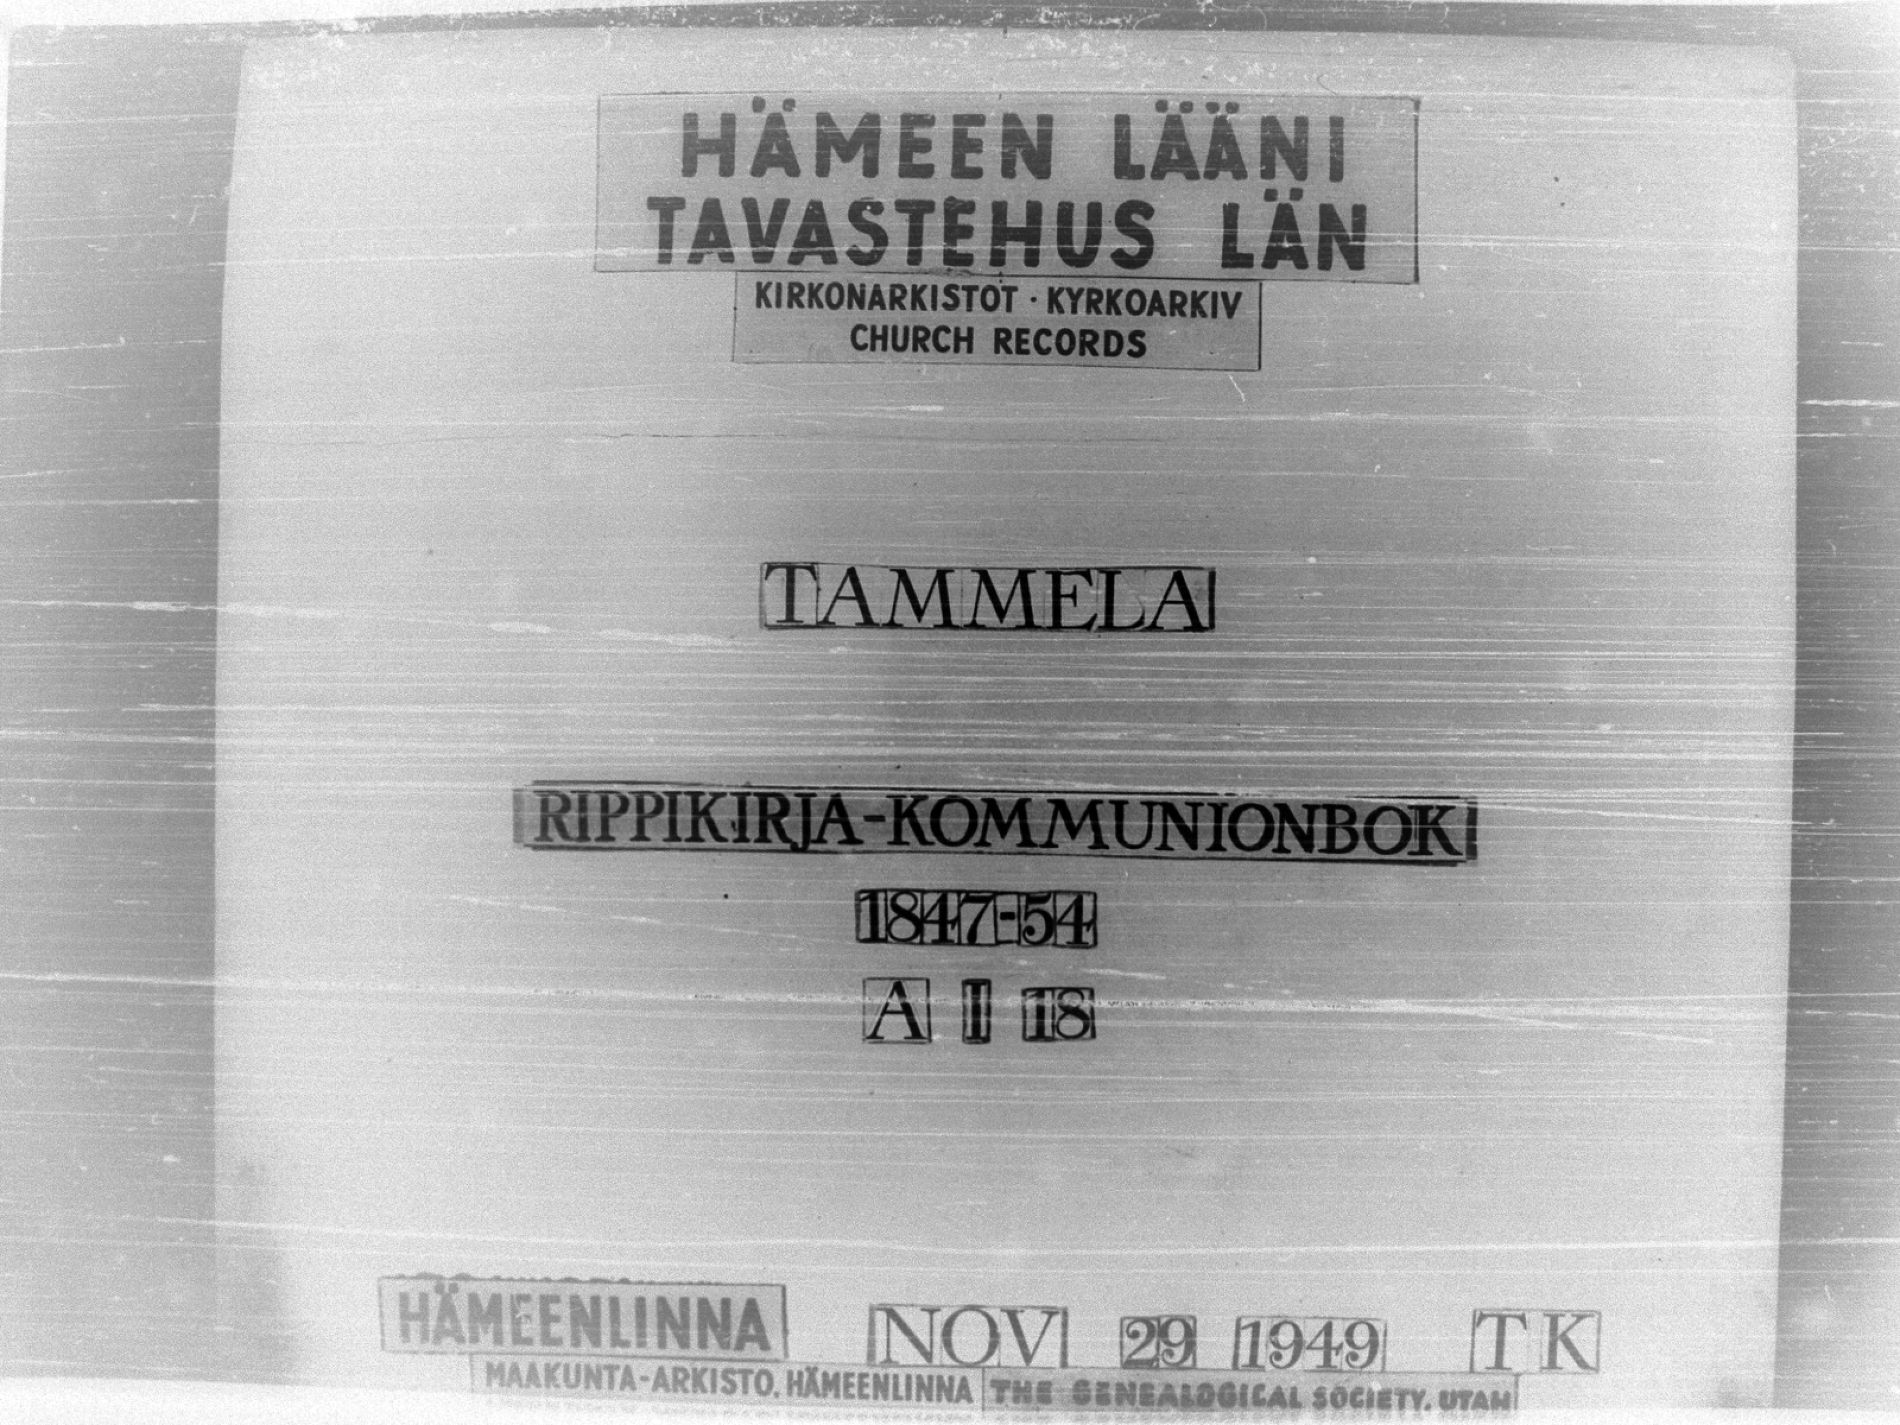 HÄMEEN LÄÄNI
TAVASTEHUS LÄN
KIRKONARKISTOT · KYRKOARKIV
CHURCH RECORDS
TAMMELA
RIPPIKIRJA-KOMMUNIONBOK
1847-54
A I 18
HÄMEENLINNA NOV 29 1949 TK
MAAKUNTA-ARKISTO, HÄMEENLINNA THE GENEALOGICAL SOCIETY, UTAH